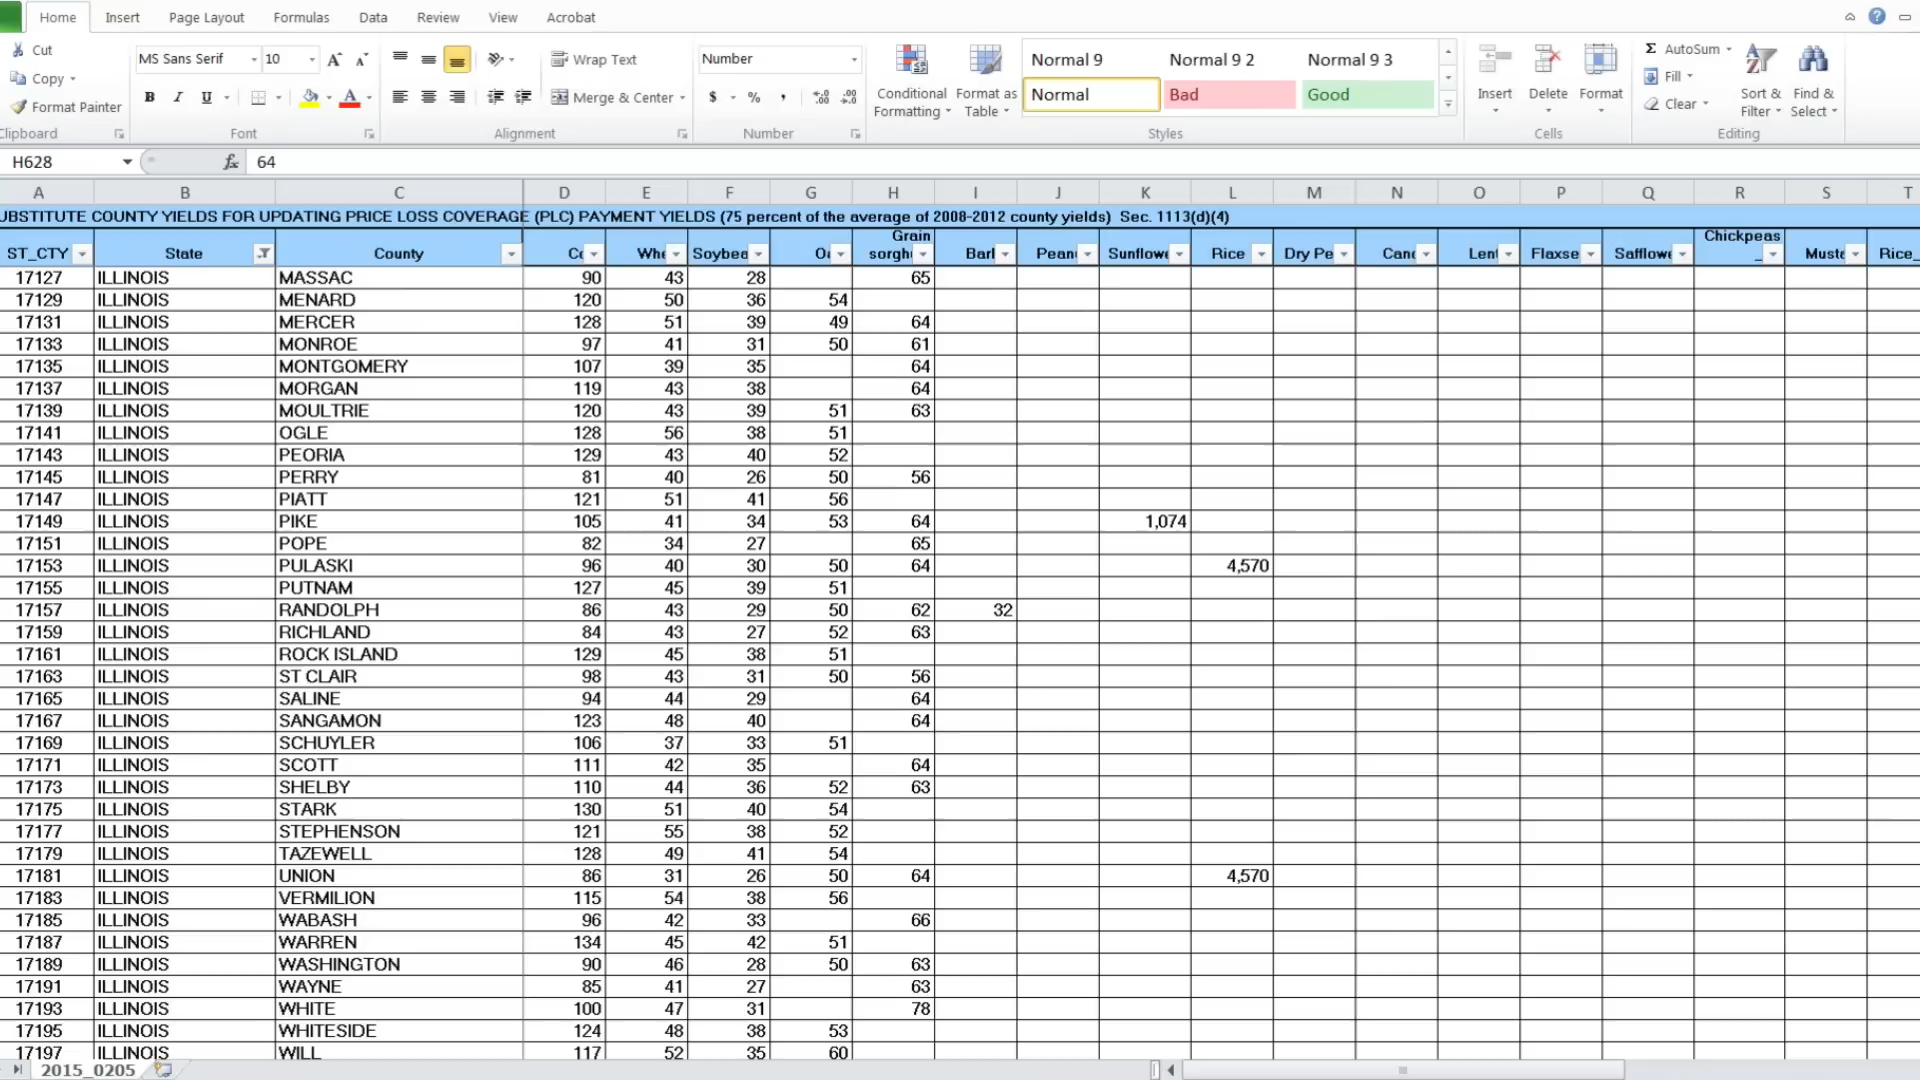 Home Insert Page Layout Formulas Data Review View Acrobat
Cut
Copy
Format Painter
Clipboard
MS Sans Serif 10
B I U
Font
Wrap Text
Merge & Center
Alignment
Number
$ % ,
Number
Conditional Formatting
Format as Table
Normal 9 Normal 9 2 Normal 9 3
Normal Bad Good
Styles
Insert Delete Format
Cells
Σ AutoSum
Fill
Clear
Sort & Filter
Find & Select
Editing
H628 fx 64
A B C D E F G H I J K L M N O P Q R S T
UBSTITUTE COUNTY YIELDS FOR UPDATING PRICE LOSS COVERAGE (PLC) PAYMENT YIELDS (75 percent of the average of 2008-2012 county yields) Sec. 1113(d)(4)
ST_CTY State County Co Whe Soybea Oa Grain sorghu Barl Peanu Sunflowe Rice Dry Pe Cano Lent Flaxse Safflowe Chickpeas _ Musta Rice_
17127 ILLINOIS MASSAC 90 43 28 65
17129 ILLINOIS MENARD 120 50 36 54
17131 ILLINOIS MERCER 128 51 39 49 64
17133 ILLINOIS MONROE 97 41 31 50 61
17135 ILLINOIS MONTGOMERY 107 39 35 64
17137 ILLINOIS MORGAN 119 43 38 64
17139 ILLINOIS MOULTRIE 120 43 39 51 63
17141 ILLINOIS OGLE 128 56 38 51
17143 ILLINOIS PEORIA 129 43 40 52
17145 ILLINOIS PERRY 81 40 26 50 56
17147 ILLINOIS PIATT 121 51 41 56
17149 ILLINOIS PIKE 105 41 34 53 64 1,074
17151 ILLINOIS POPE 82 34 27 65
17153 ILLINOIS PULASKI 96 40 30 50 64 4,570
17155 ILLINOIS PUTNAM 127 45 39 51
17157 ILLINOIS RANDOLPH 86 43 29 50 62 32
17159 ILLINOIS RICHLAND 84 43 27 52 63
17161 ILLINOIS ROCK ISLAND 129 45 38 51
17163 ILLINOIS ST CLAIR 98 43 31 50 56
17165 ILLINOIS SALINE 94 44 29 64
17167 ILLINOIS SANGAMON 123 48 40 64
17169 ILLINOIS SCHUYLER 106 37 33 51
17171 ILLINOIS SCOTT 111 42 35 64
17173 ILLINOIS SHELBY 110 44 36 52 63
17175 ILLINOIS STARK 130 51 40 54
17177 ILLINOIS STEPHENSON 121 55 38 52
17179 ILLINOIS TAZEWELL 128 49 41 54
17181 ILLINOIS UNION 86 31 26 50 64 4,570
17183 ILLINOIS VERMILION 115 54 38 56
17185 ILLINOIS WABASH 96 42 33 66
17187 ILLINOIS WARREN 134 45 42 51
17189 ILLINOIS WASHINGTON 90 46 28 50 63
17191 ILLINOIS WAYNE 85 41 27 63
17193 ILLINOIS WHITE 100 47 31 78
17195 ILLINOIS WHITESIDE 124 48 38 53
17197 ILLINOIS WILL 117 52 35 60
2015_0205